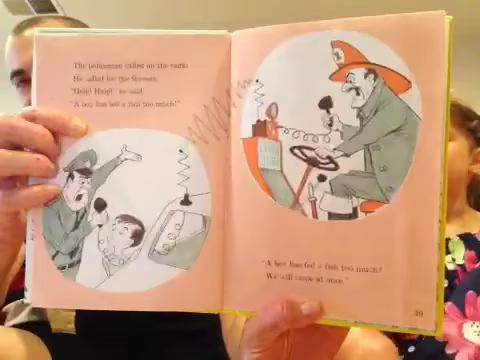 The policeman called on the radio.
He called for the firemen.
"Help! Help!" he said.
"A boy has fed a fish too much!"
"A boy has fed a fish too much?
We will come at once."
39